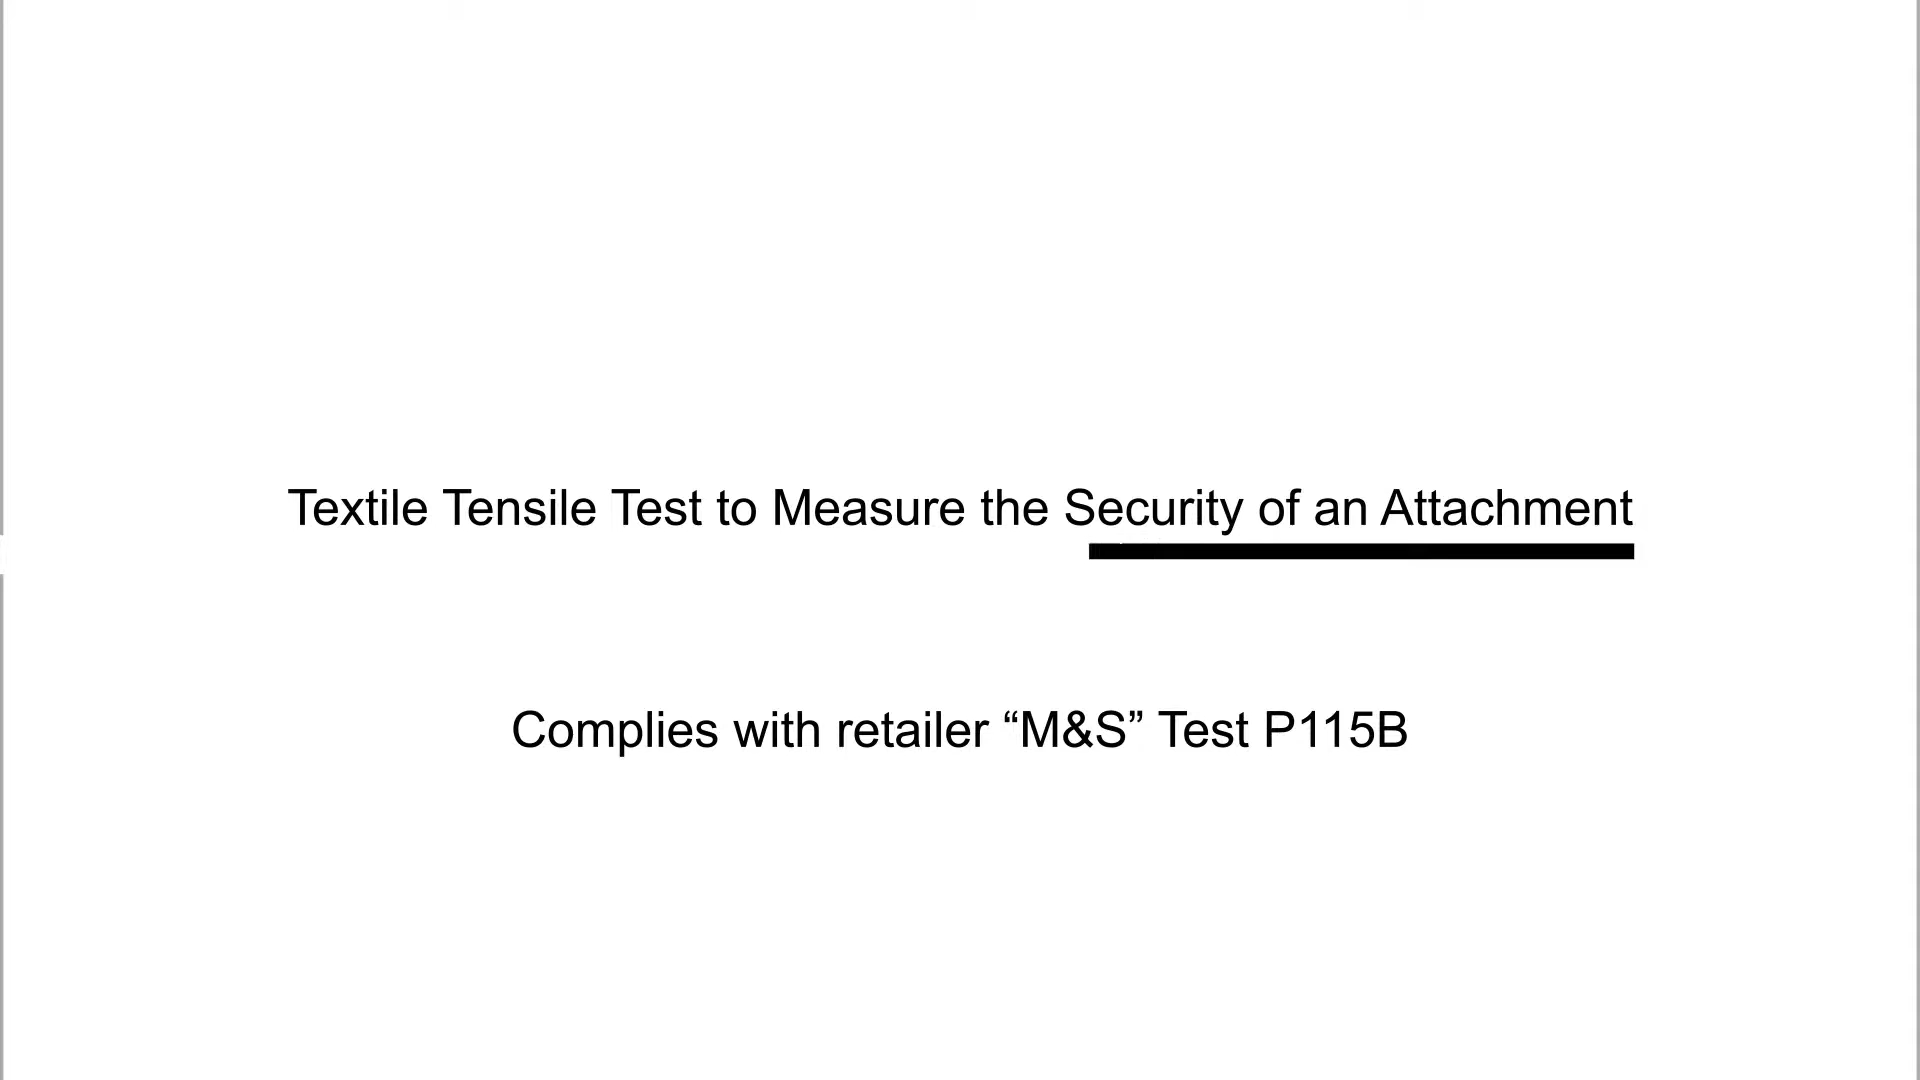 Textile Tensile Test to Measure the Security of an Attachment
Complies with retailer “M&S” Test P115B